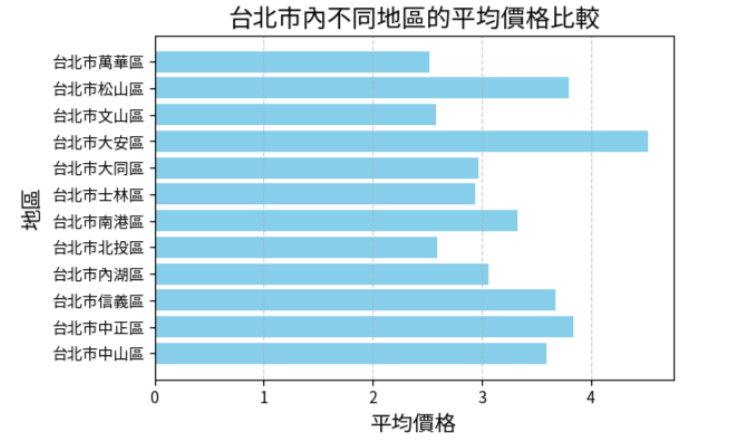 台北市內不同地區的平均價格比較
台北市萬華區
台北市松山區
台北市文山區
台北市大安區
台北市大同區
台北市士林區
台北市南港區
台北市北投區
台北市內湖區
台北市信義區
台北市中正區
台北市中山區
地區
0 1 2 3 4
平均價格